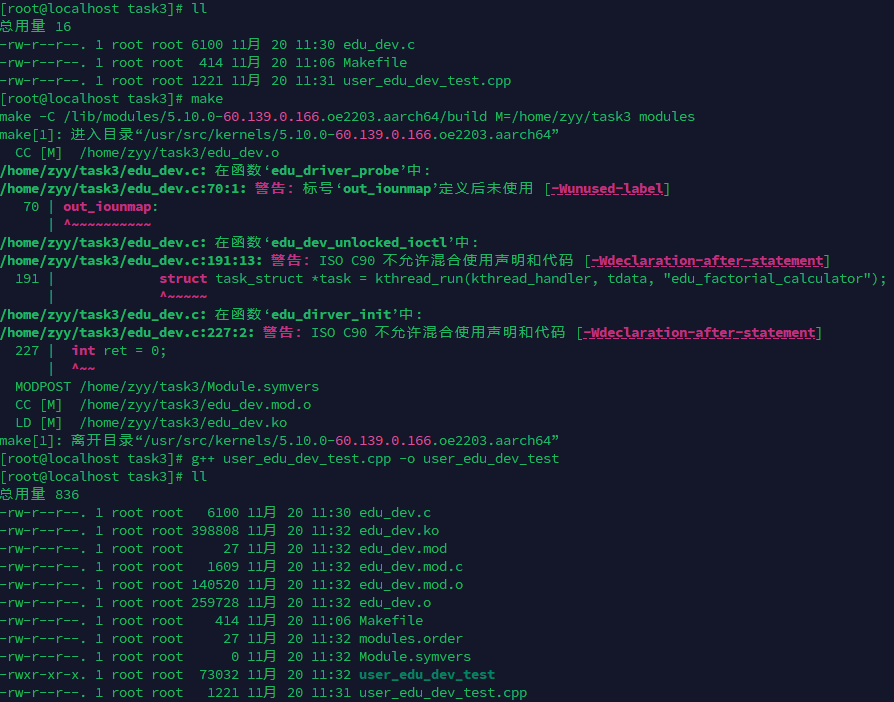 [root@localhost task3]# ll
总用量 16
-rw-r--r--. 1 root root 6100 11月 20 11:30 edu_dev.c
-rw-r--r--. 1 root root  414 11月 20 11:06 Makefile
-rw-r--r--. 1 root root 1221 11月 20 11:31 user_edu_dev_test.cpp
[root@localhost task3]# make
make -C /lib/modules/5.10.0-60.139.0.166.oe2203.aarch64/build M=/home/zyy/task3 modules
make[1]: 进入目录“/usr/src/kernels/5.10.0-60.139.0.166.oe2203.aarch64”
  CC [M]  /home/zyy/task3/edu_dev.o
/home/zyy/task3/edu_dev.c: 在函数‘edu_driver_probe’中:
/home/zyy/task3/edu_dev.c:70:1: 警告：标号‘out_iounmap’定义后未使用 [-Wunused-label]
   70 | out_iounmap:
      | ^~~~~~~~~~~
/home/zyy/task3/edu_dev.c: 在函数‘edu_dev_unlocked_ioctl’中:
/home/zyy/task3/edu_dev.c:191:13: 警告：ISO C90 不允许混合使用声明和代码 [-Wdeclaration-after-statement]
  191 |             struct task_struct *task = kthread_run(kthread_handler, tdata, "edu_factorial_calculator");
      |             ^~~~~~
/home/zyy/task3/edu_dev.c: 在函数‘edu_dirver_init’中:
/home/zyy/task3/edu_dev.c:227:2: 警告：ISO C90 不允许混合使用声明和代码 [-Wdeclaration-after-statement]
  227 |  int ret = 0;
      |  ^~~
  MODPOST /home/zyy/task3/Module.symvers
  CC [M]  /home/zyy/task3/edu_dev.mod.o
  LD [M]  /home/zyy/task3/edu_dev.ko
make[1]: 离开目录“/usr/src/kernels/5.10.0-60.139.0.166.oe2203.aarch64”
[root@localhost task3]# g++ user_edu_dev_test.cpp -o user_edu_dev_test
[root@localhost task3]# ll
总用量 836
-rw-r--r--. 1 root root   6100 11月 20 11:30 edu_dev.c
-rw-r--r--. 1 root root 398808 11月 20 11:32 edu_dev.ko
-rw-r--r--. 1 root root     27 11月 20 11:32 edu_dev.mod
-rw-r--r--. 1 root root   1609 11月 20 11:32 edu_dev.mod.c
-rw-r--r--. 1 root root 140520 11月 20 11:32 edu_dev.mod.o
-rw-r--r--. 1 root root 259728 11月 20 11:32 edu_dev.o
-rw-r--r--. 1 root root    414 11月 20 11:06 Makefile
-rw-r--r--. 1 root root     27 11月 20 11:32 modules.order
-rw-r--r--. 1 root root      0 11月 20 11:32 Module.symvers
-rwxr-xr-x. 1 root root  73032 11月 20 11:32 user_edu_dev_test
-rw-r--r--. 1 root root   1221 11月 20 11:31 user_edu_dev_test.cpp